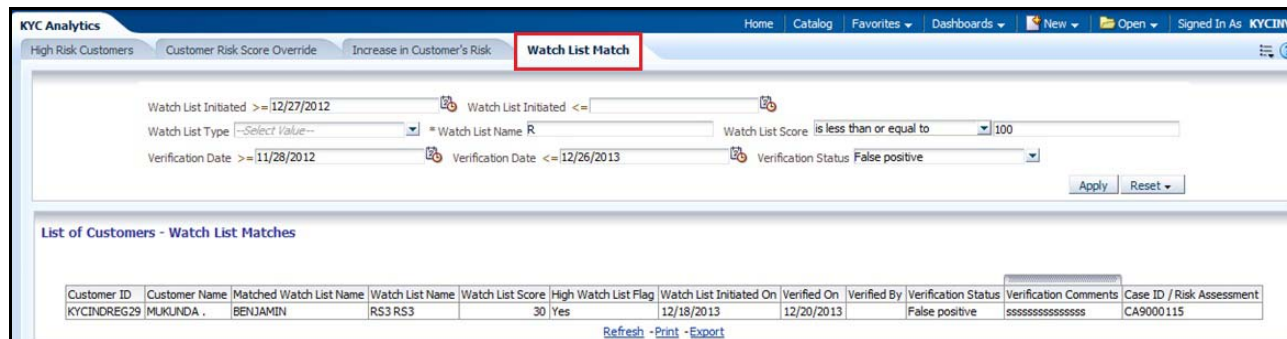 KYC Analytics Home Catalog Favorites Dashboards New Open Signed In As KYCIN
High Risk Customers Customer Risk Score Override Increase in Customer's Risk Watch List Match
Watch List Initiated >= 12/27/2012 Watch List Initiated <=
Watch List Type --Select Value-- * Watch List Name R Watch List Score is less than or equal to 100
Verification Date >= 11/28/2012 Verification Date <= 12/26/2013 Verification Status False positive
Apply Reset
List of Customers - Watch List Matches
Customer ID Customer Name Matched Watch List Name Watch List Name Watch List Score High Watch List Flag Watch List Initiated On Verified On Verified By Verification Status Verification Comments Case ID / Risk Assessment
KYCINDREG29 MUKUNDA . BENJAMIN RS3 RS3 30 Yes 12/18/2013 12/20/2013 False positive sssssssssssssss CA9000115
Refresh - Print - Export